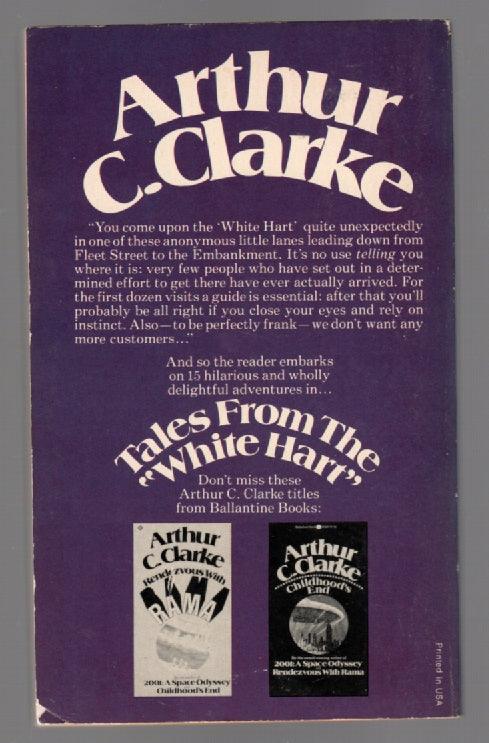 Arthur
C. Clarke
"You come upon the 'White Hart' quite unexpectedly
in one of these anonymous little lanes leading down from
Fleet Street to the Embankment. It's no use telling you
where it is: very few people who have set out in a deter-
mined effort to get there have ever actually arrived. For
the first dozen visits a guide is essential: after that you'll
probably be all right if you close your eyes and rely on
instinct. Also—to be perfectly frank—we don't want any
more customers..."
And so the reader embarks
on 15 hilarious and wholly
delightful adventures in...
Tales From The
"White Hart"
Don't miss these
Arthur C. Clarke titles
from Ballantine Books:
Arthur
C. Clarke
Rendezvous With
RAMA
2001: A Space Odyssey
Childhood's End
Arthur
C. Clarke
Childhood's
End
2001: A Space Odyssey
Rendezvous With Rama
Printed in USA